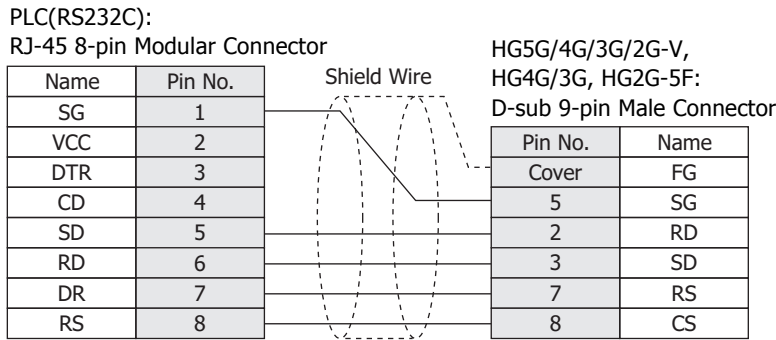 PLC(RS232C):
RJ-45 8-pin Modular Connector
Name Pin No.
SG 1
VCC 2
DTR 3
CD 4
SD 5
RD 6
DR 7
RS 8
Shield Wire
HG5G/4G/3G/2G-V,
HG4G/3G, HG2G-5F:
D-sub 9-pin Male Connector
Pin No. Name
Cover FG
5 SG
2 RD
3 SD
7 RS
8 CS